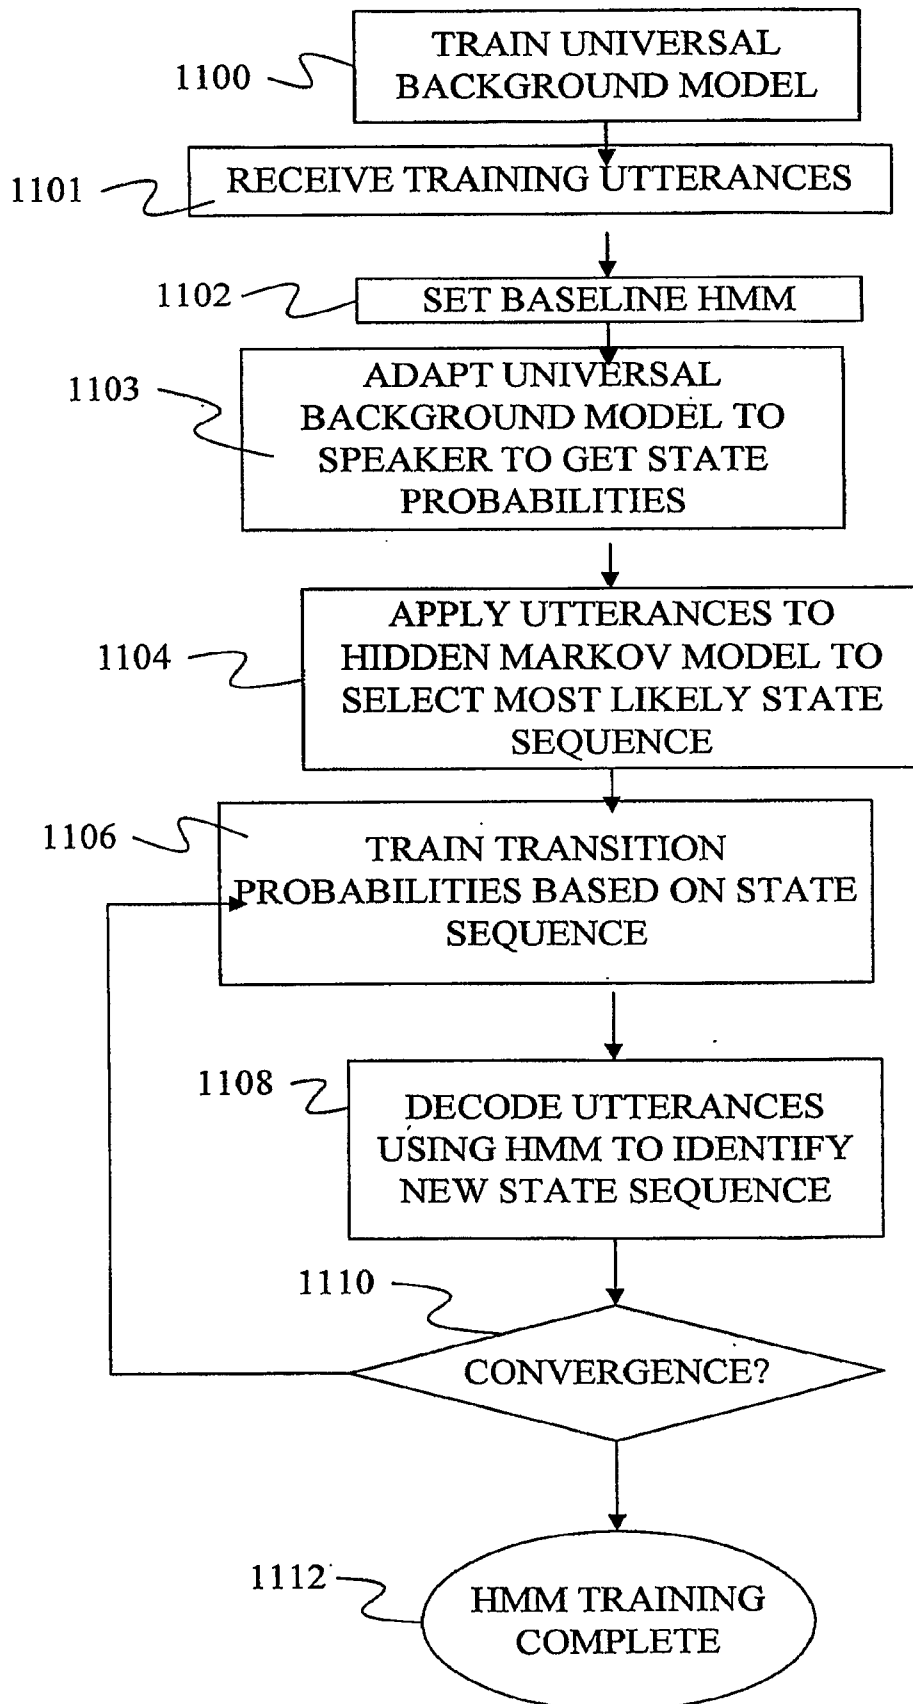 1100
TRAIN UNIVERSAL
BACKGROUND MODEL
1101
RECEIVE TRAINING UTTERANCES
1102
SET BASELINE HMM
1103
ADAPT UNIVERSAL
BACKGROUND MODEL TO
SPEAKER TO GET STATE
PROBABILITIES
1104
APPLY UTTERANCES TO
HIDDEN MARKOV MODEL TO
SELECT MOST LIKELY STATE
SEQUENCE
1106
TRAIN TRANSITION
PROBABILITIES BASED ON STATE
SEQUENCE
1108
DECODE UTTERANCES
USING HMM TO IDENTIFY
NEW STATE SEQUENCE
1110
CONVERGENCE?
1112
HMM TRAINING
COMPLETE